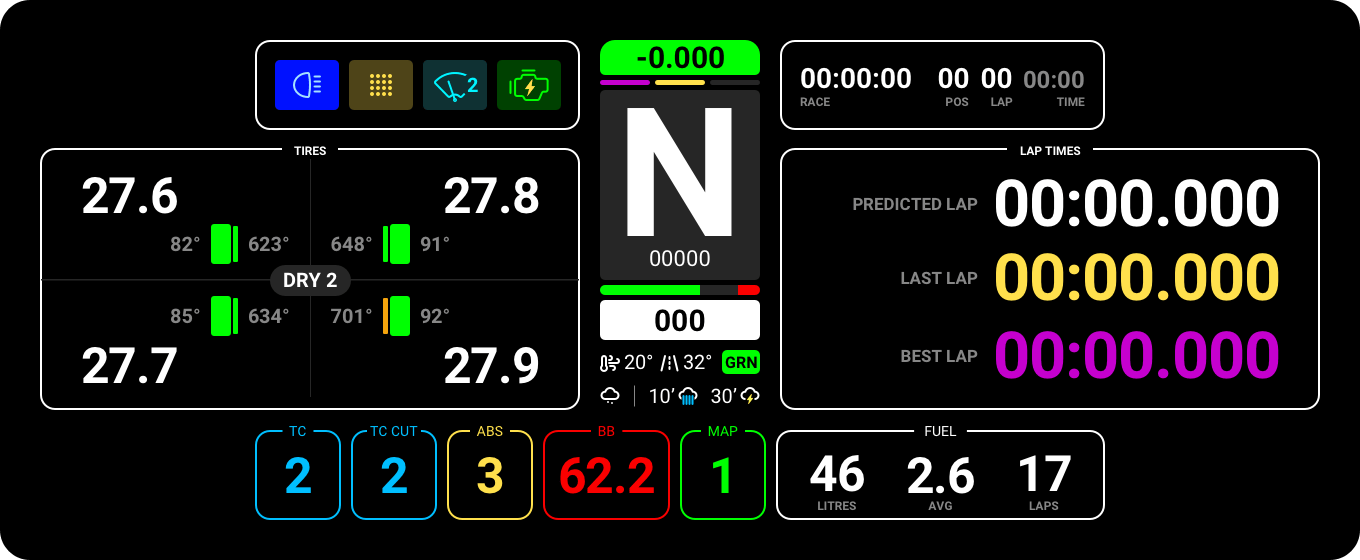 2
-0.000
00:00:00 00 00 00:00
RACE POS LAP TIME
TIRES
27.6 27.8
82° 623° 648° 91°
DRY 2
85° 634° 701° 92°
27.7 27.9
N
00000
000
20° 32° GRN
10’ 30’
LAP TIMES
PREDICTED LAP 00:00.000
LAST LAP 00:00.000
BEST LAP 00:00.000
TC TC CUT ABS BB MAP FUEL
2 2 3 62.2 1 46 2.6 17
LITRES AVG LAPS